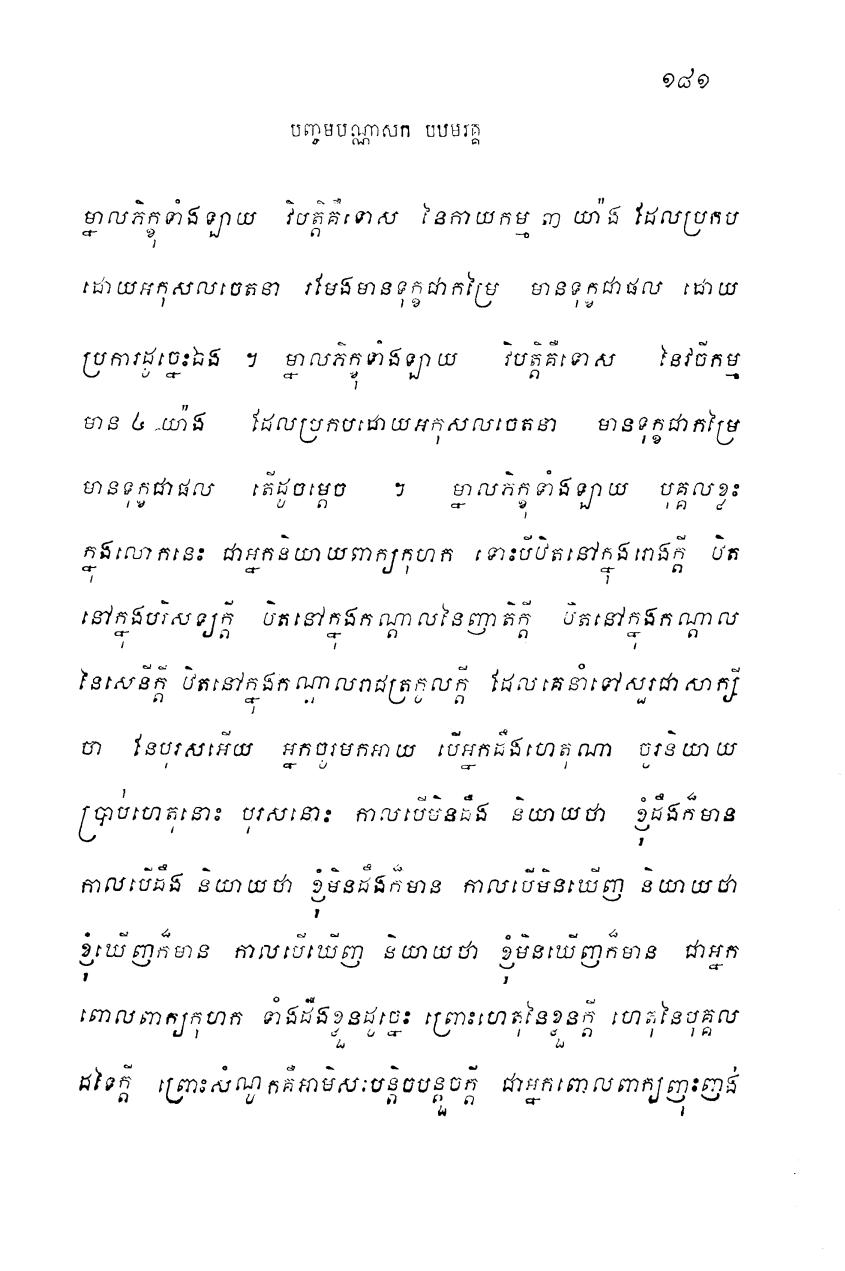 ១៨១
បញ្ចមបណ្ណាសក បឋមវគ្គ
ម្នាលភិក្ខុទាំងឡាយ វិបត្តិគឺទោស នៃកាយកម្ម ៣ យ៉ាង ដែលប្រកប
ដោយអកុសលចេតនា រមែងមានទុក្ខជាកម្រៃ មានទុក្ខជាផល ដោយ
ប្រការដូច្នេះឯង ។ ម្នាលភិក្ខុទាំងឡាយ វិបត្តិគឺទោស នៃវចីកម្ម
មាន ៤ យ៉ាង ដែលប្រកបដោយអកុសលចេតនា មានទុក្ខជាកម្រៃ
មានទុក្ខជាផល តើដូចម្តេច ។ ម្នាលភិក្ខុទាំងឡាយ បុគ្គលខ្លះ
ក្នុងលោកនេះ ជាអ្នកនិយាយពាក្យកុហក ទោះបីឋិតនៅក្នុងរោងក្តី ឋិត
នៅក្នុងបរិសទ្យក្តី ឋិតនៅក្នុងកណ្តាលនៃញាតិក្តី ឋិតនៅក្នុងកណ្តាល
នៃសេនីក្តី ឋិតនៅក្នុងកណ្តាលរាជត្រកូលក្តី ដែលគេនាំទៅសួរជាសាក្សី
ថា នែបុរសអើយ អ្នកចូរមកអាយ បើអ្នកដឹងហេតុណា ចូរនិយាយ
ប្រាប់ហេតុនោះ បុរសនោះ កាលបើមិនដឹង និយាយថា ខ្ញុំដឹងក៏មាន
កាលបើដឹង និយាយថា ខ្ញុំមិនដឹងក៏មាន កាលបើមិនឃើញ និយាយថា
ខ្ញុំឃើញក៏មាន កាលបើឃើញ និយាយថា ខ្ញុំមិនឃើញក៏មាន ជាអ្នក
ពោលពាក្យកុហក ទាំងដឹងខ្លួនដូច្នេះ ព្រោះហេតុនៃខ្លួនក្តី ហេតុនៃបុគ្គល
ដទៃក្តី ព្រោះសំណូកគឺអាមិសៈបន្តិចបន្តួចក្តី ជាអ្នកពោលពាក្យញុះញង់